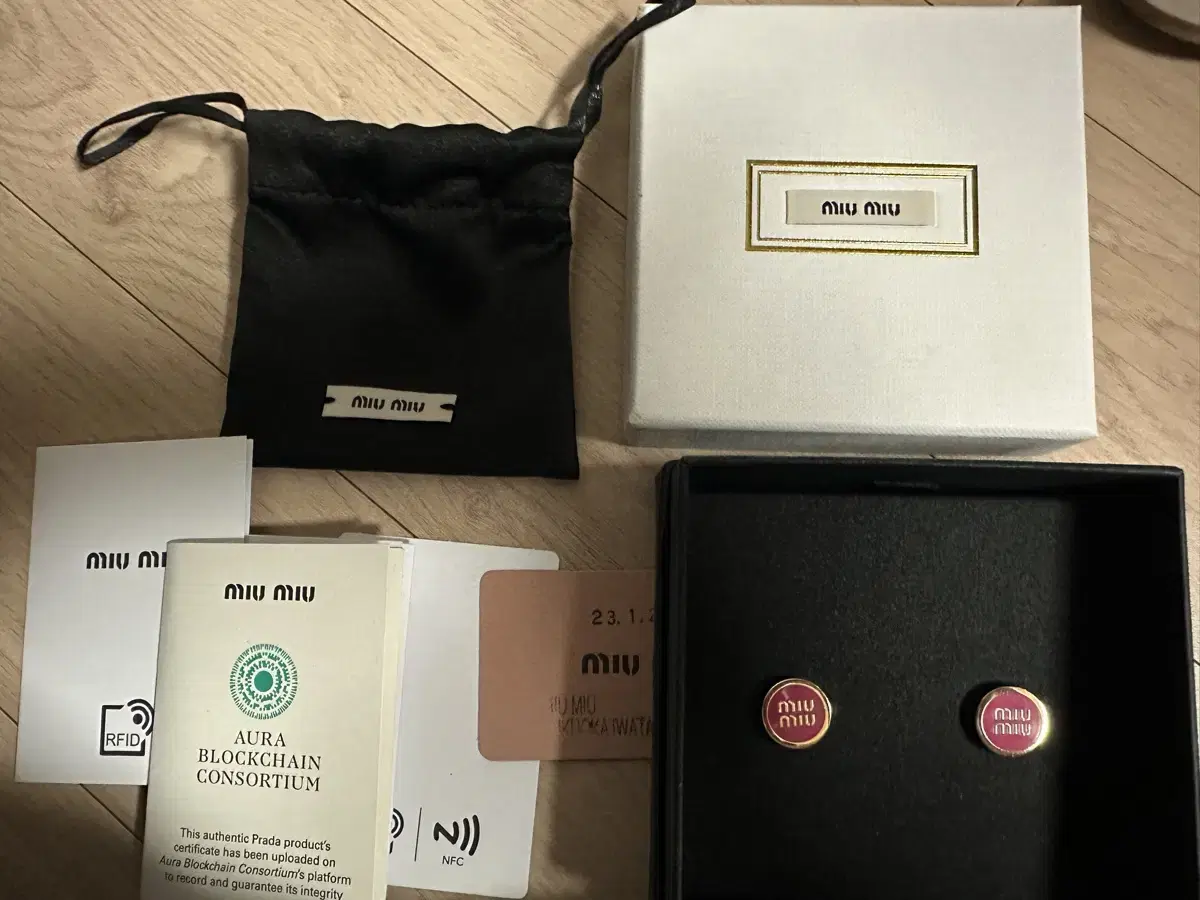 miu miu
miu miu
miu mi
RFID
miu miu
AURA
BLOCKCHAIN
CONSORTIUM
This authentic Prada product's
certificate has been uploaded on
Aura Blockchain Consortium's platform
to record and guarantee its integrity
NFC
23.1.2
miu
IU MIU
miu
miu
miu
miu